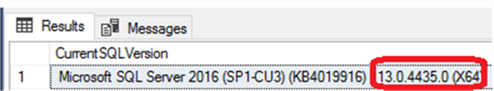 Results Messages
CurrentSQLVersion
1 Microsoft SQL Server 2016 (SP1-CU3) (KB4019916) 13.0.4435.0 (X64